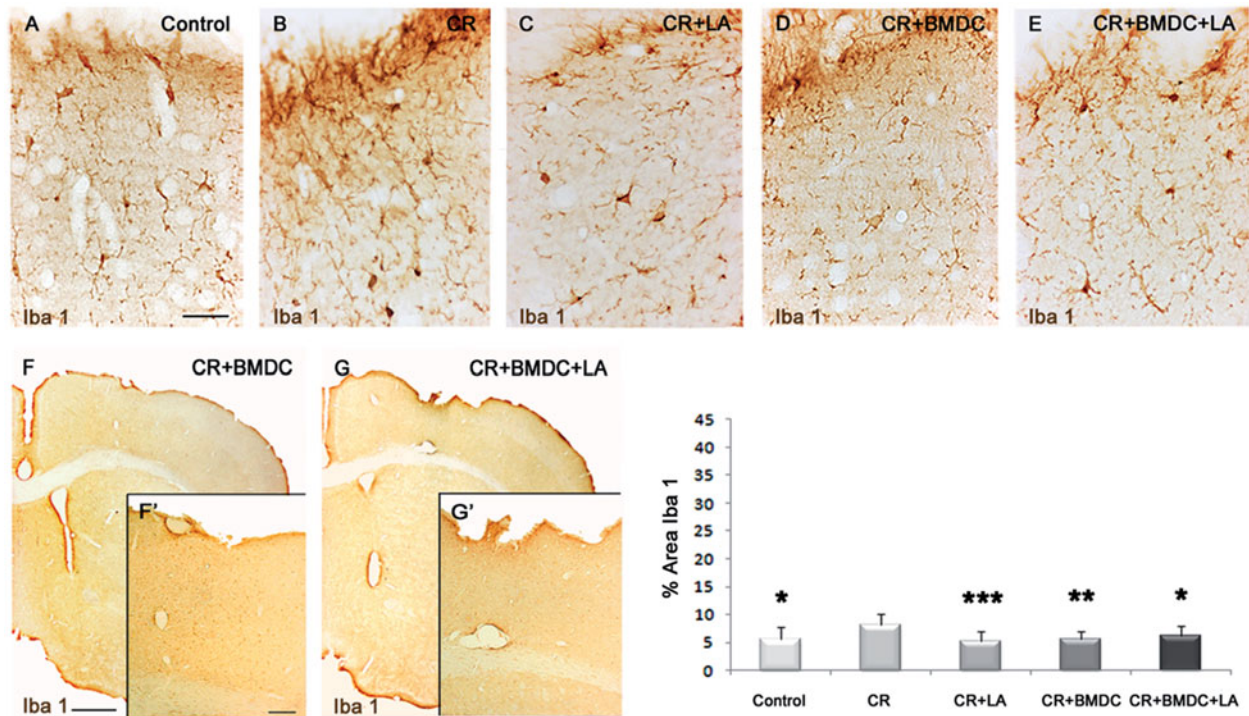 A Control
B CR
C CR+LA
D CR+BMDC
E CR+BMDC+LA
Iba 1
Iba 1
Iba 1
Iba 1
Iba 1
F CR+BMDC
G CR+BMDC+LA
F'
G'
Iba 1
Iba 1
% Area Iba 1
45
40
35
30
25
20
15
10
5
0
* *** ** *
Control CR CR+LA CR+BMDC CR+BMDC+LA